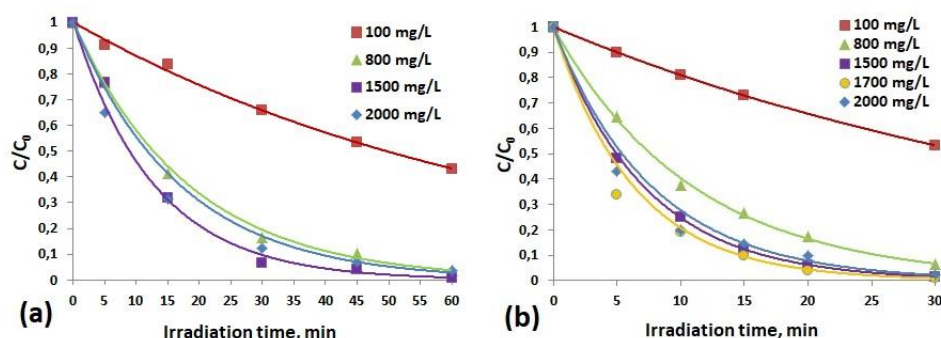 1
0,9
0,8
0,7
0,6
0,5
0,4
0,3
0,2
0,1
0
C/C0
100 mg/L
800 mg/L
1500 mg/L
2000 mg/L
0 5 10 15 20 25 30 35 40 45 50 55 60
(a)
Irradiation time, min
1
0,9
0,8
0,7
0,6
0,5
0,4
0,3
0,2
0,1
0
C/C0
100 mg/L
800 mg/L
1500 mg/L
1700 mg/L
2000 mg/L
0 5 10 15 20 25 30
(b)
Irradiation time, min